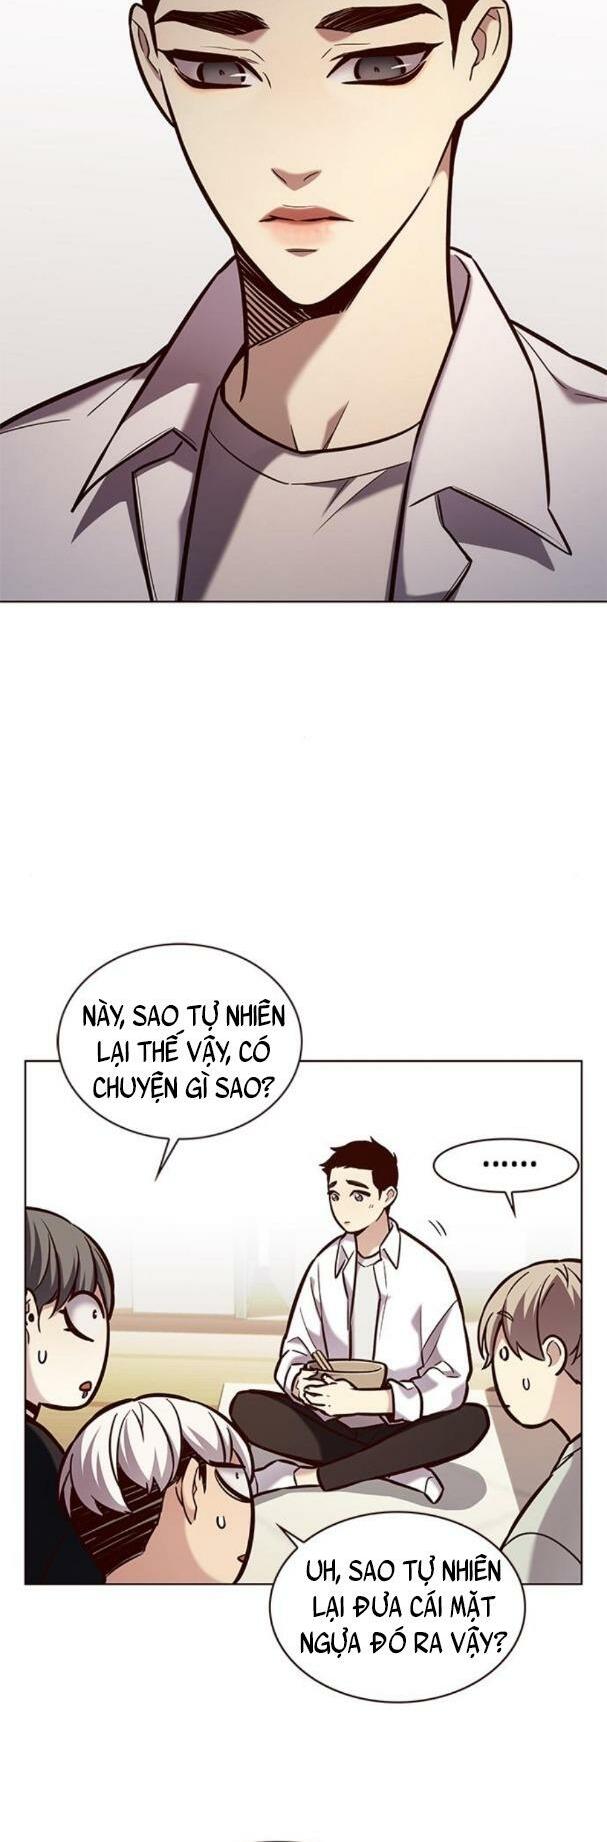 NÀY, SAO TỰ NHIÊN
LẠI THẾ VẬY, CÓ
CHUYỆN GÌ SAO?
......
UH, SAO TỰ NHIÊN
LẠI ĐƯA CÁI MẶT
NGỰA ĐÓ RA VẬY?